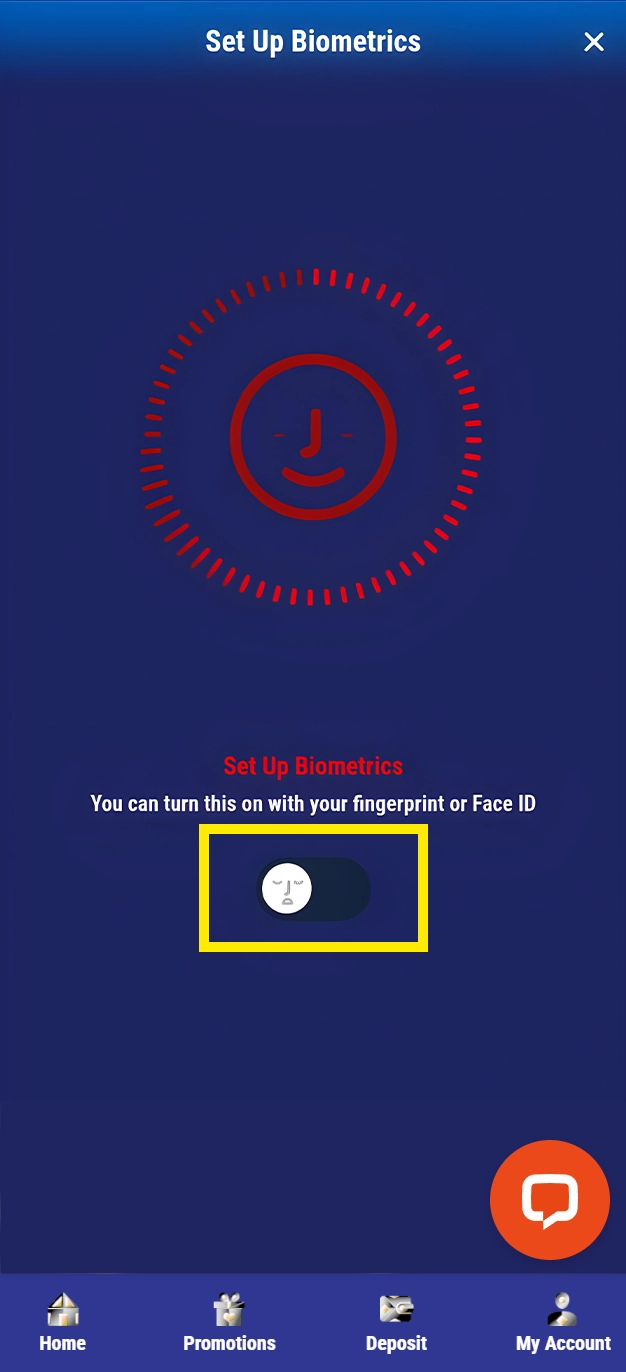 Set Up Biometrics
Set Up Biometrics
You can turn this on with your fingerprint or Face ID
Home
Promotions
Deposit
My Account